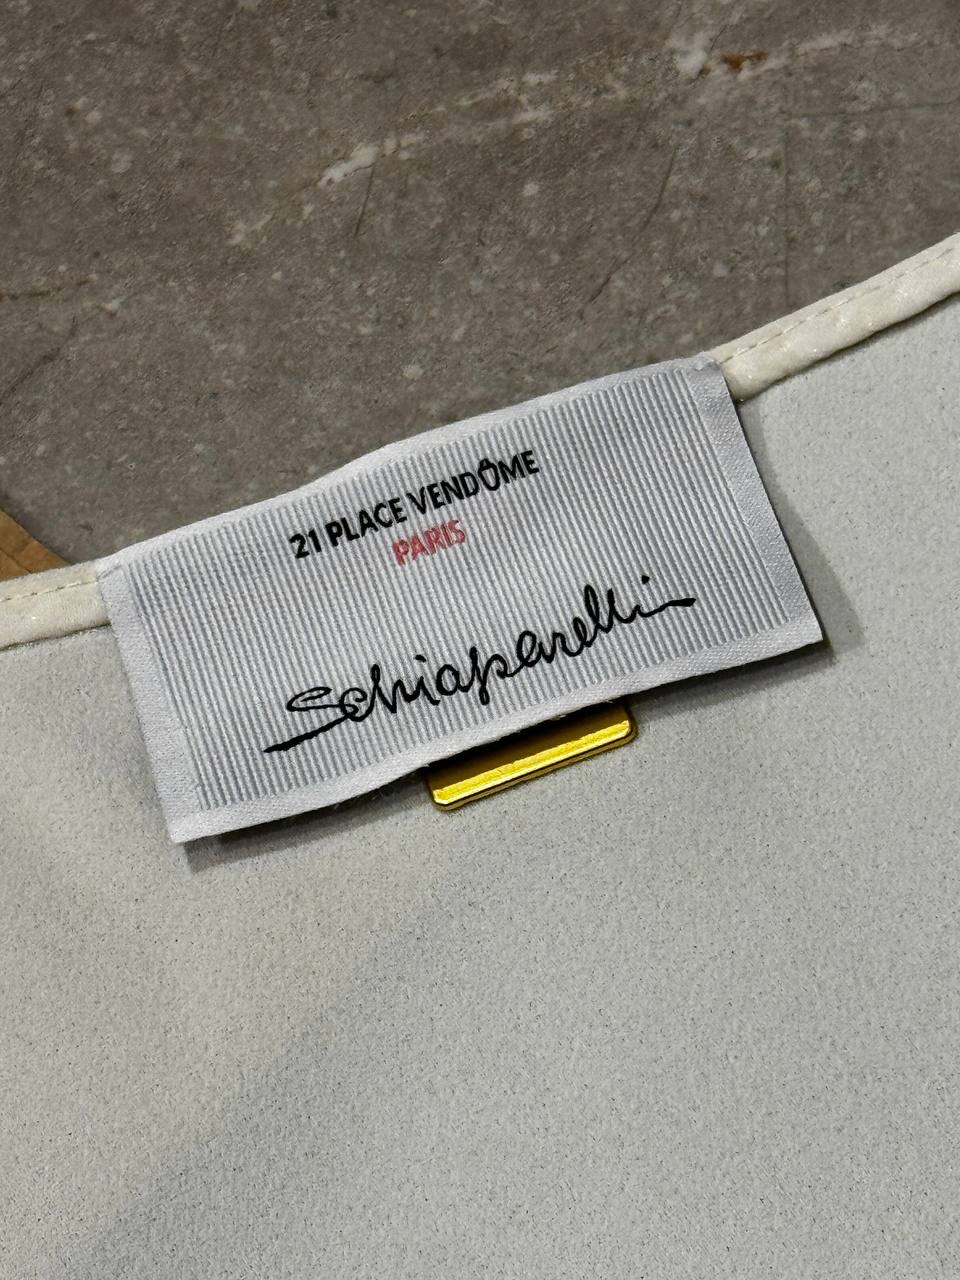 21 PLACE VENDÔME
PARIS
Schiaparelli